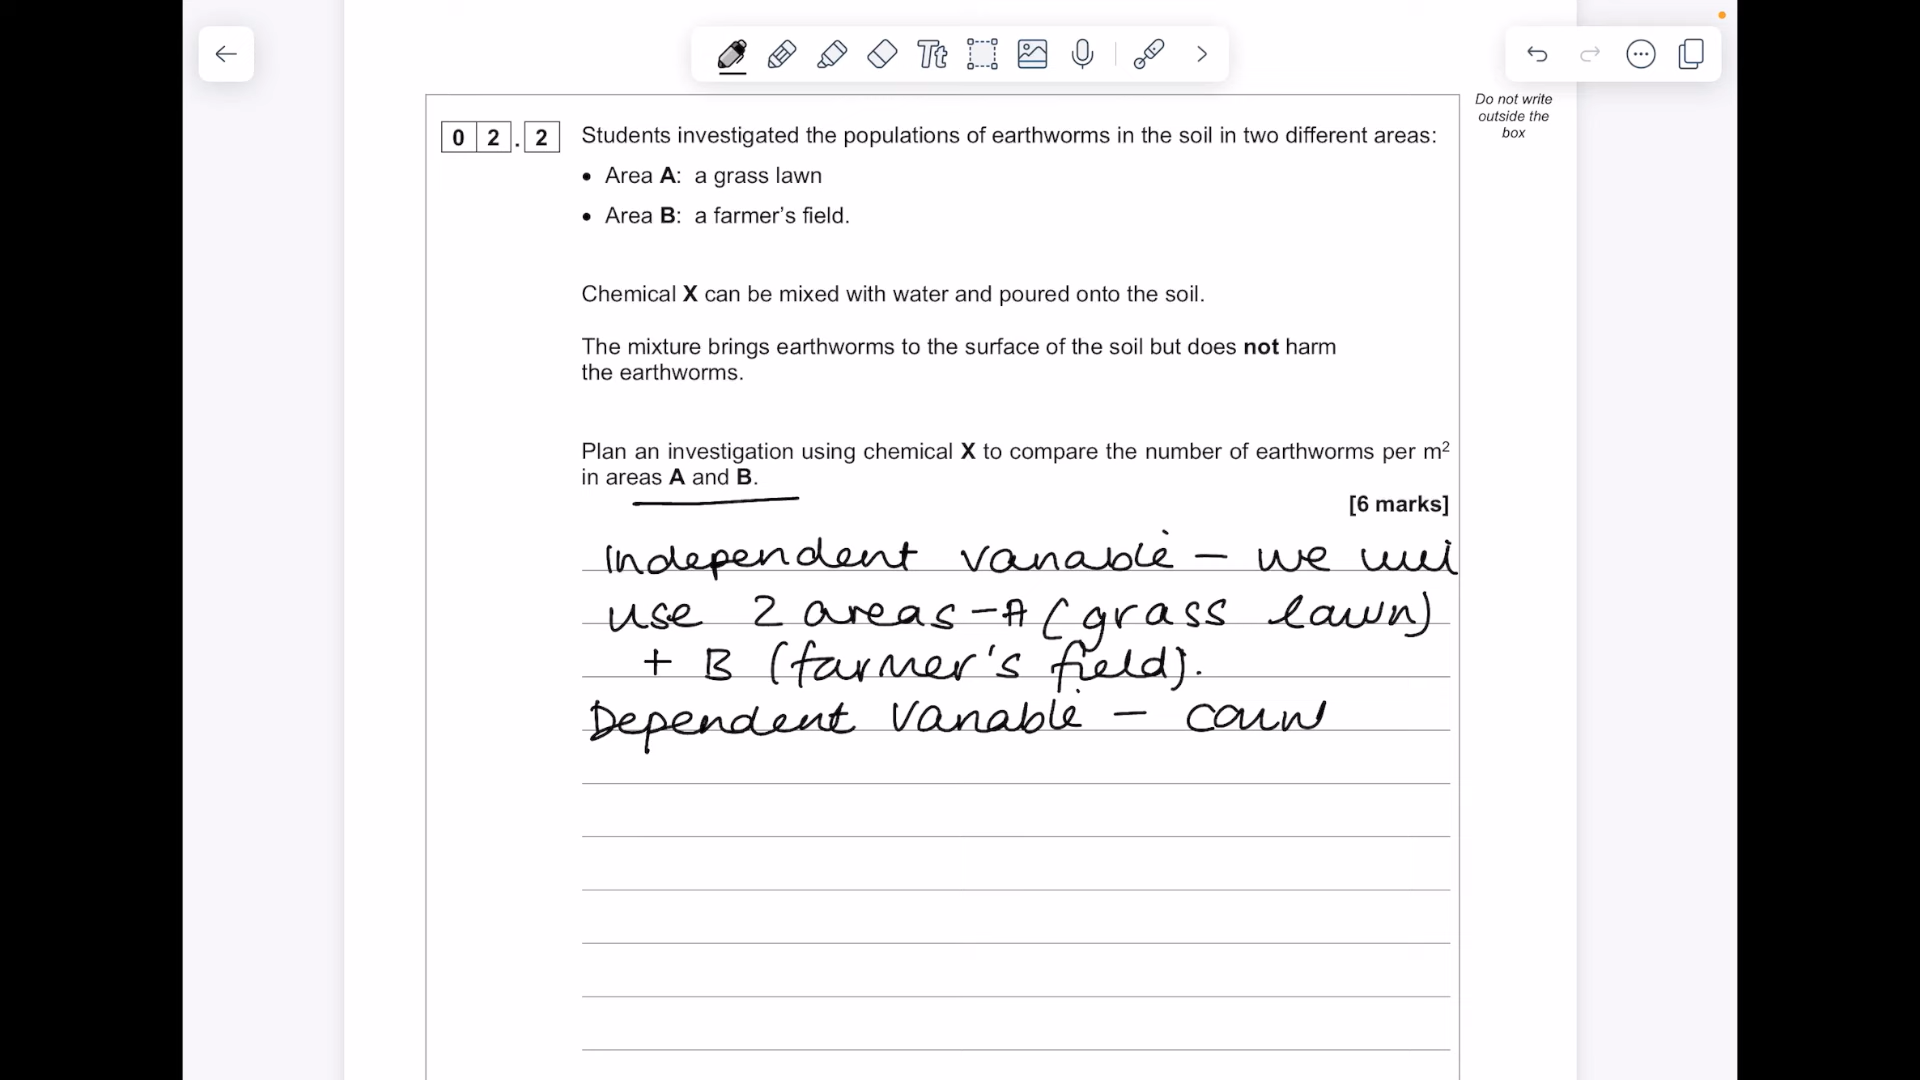 Do not write
outside the
box
0 2 . 2 Students investigated the populations of earthworms in the soil in two different areas:
• Area A: a grass lawn
• Area B: a farmer's field.
Chemical X can be mixed with water and poured onto the soil.
The mixture brings earthworms to the surface of the soil but does not harm
the earthworms.
Plan an investigation using chemical X to compare the number of earthworms per m²
in areas A and B.
[6 marks]
Independent variable – we will
use 2 areas – A (grass lawn)
+ B (farmer's field).
Dependent variable – count
Tt